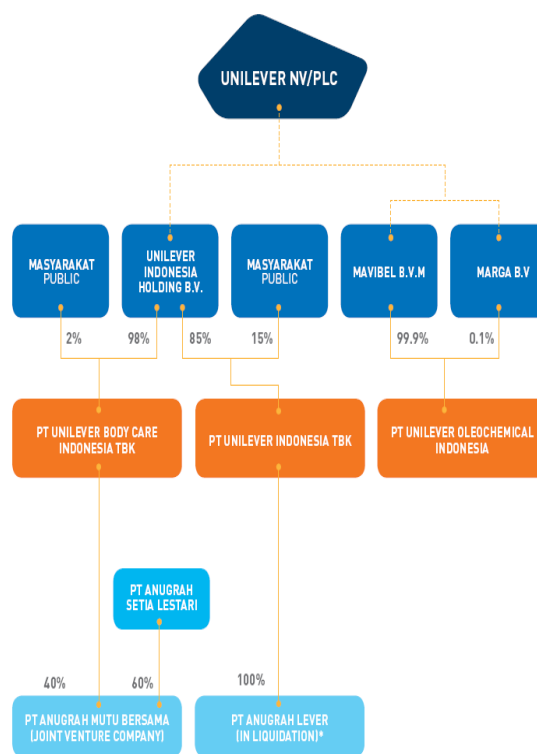 UNILEVER NV/PLC
MASYARAKAT
PUBLIC
UNILEVER
INDONESIA
HOLDING B.V.
MASYARAKAT
PUBLIC
MAVIBEL B.V.M
MARGA B.V
2%
98%
85%
15%
99.9%
0.1%
PT UNILEVER BODY CARE
INDONESIA TBK
PT UNILEVER INDONESIA TBK
PT UNILEVER OLEOCHEMICAL
INDONESIA
PT ANUGRAH
SETIA LESTARI
40%
60%
100%
PT ANUGRAH MUTU BERSAMA
(JOINT VENTURE COMPANY)
PT ANUGRAH LEVER
(IN LIQUIDATION)*